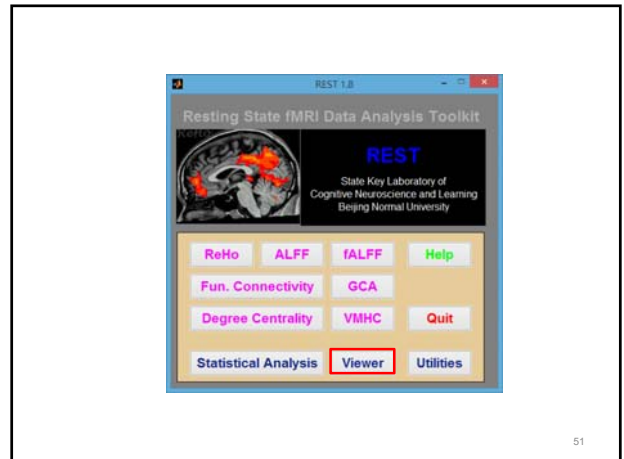 REST 1.8
Resting State fMRI Data Analysis Toolkit
REST
State Key Laboratory of
Cognitive Neuroscience and Learning
Beijing Normal University
ReHo ALFF fALFF Help
Fun. Connectivity GCA
Degree Centrality VMHC Quit
Statistical Analysis Viewer Utilities
51